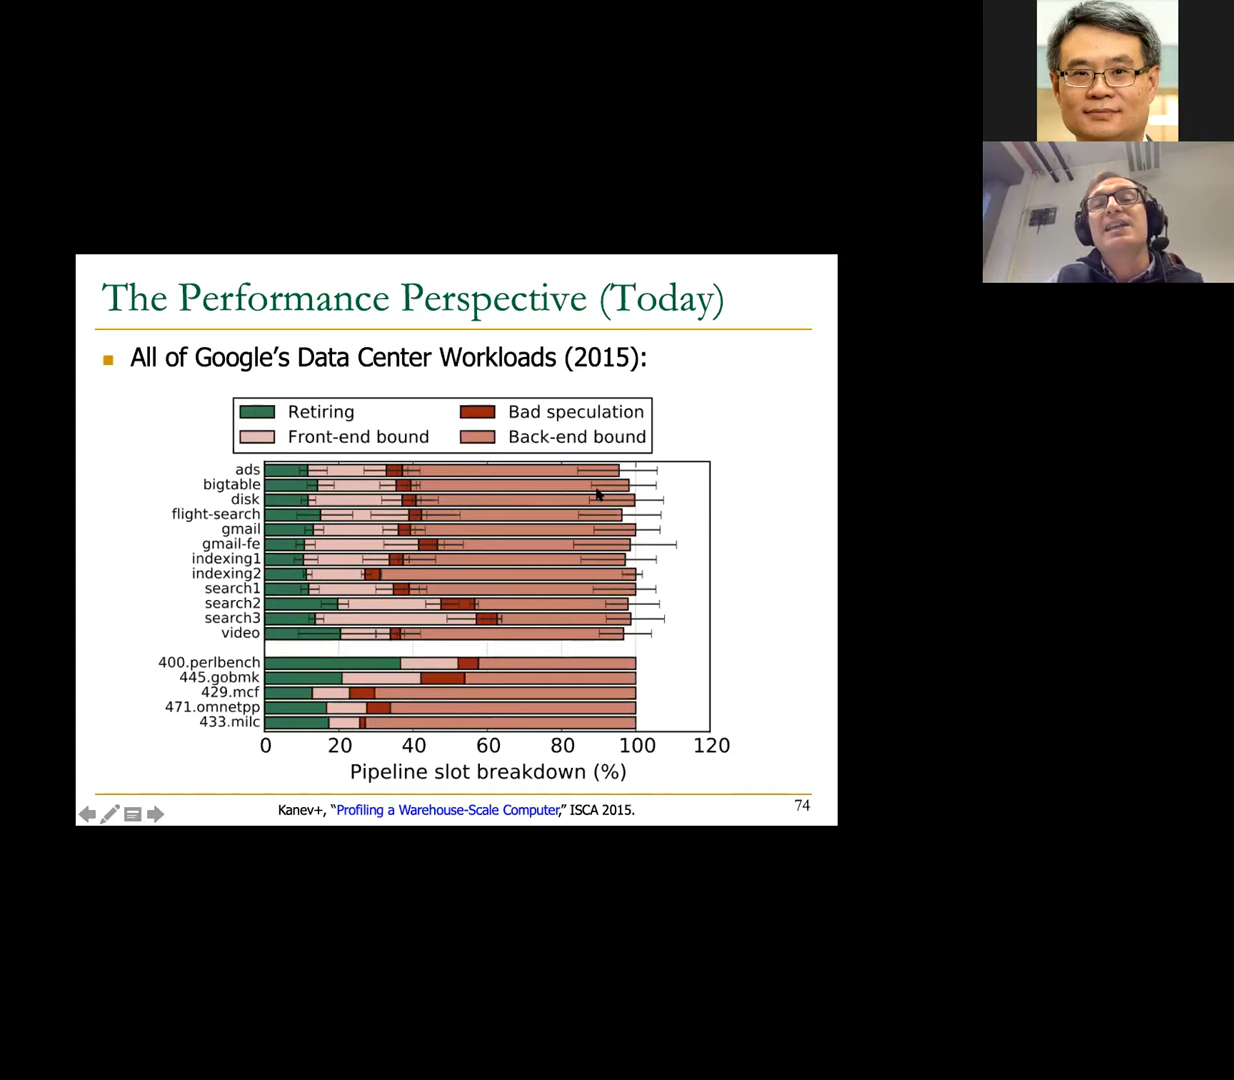 The Performance Perspective (Today)
All of Google's Data Center Workloads (2015):
Retiring
Bad speculation
Front-end bound
Back-end bound
ads
bigtable
disk
flight-search
gmail
gmail-fe
indexing1
indexing2
search1
search2
search3
video
400.perlbench
445.gobmk
429.mcf
471.omnetpp
433.milc
0 20 40 60 80 100 120
Pipeline slot breakdown (%)
Kanev+, "Profiling a Warehouse-Scale Computer," ISCA 2015.
74